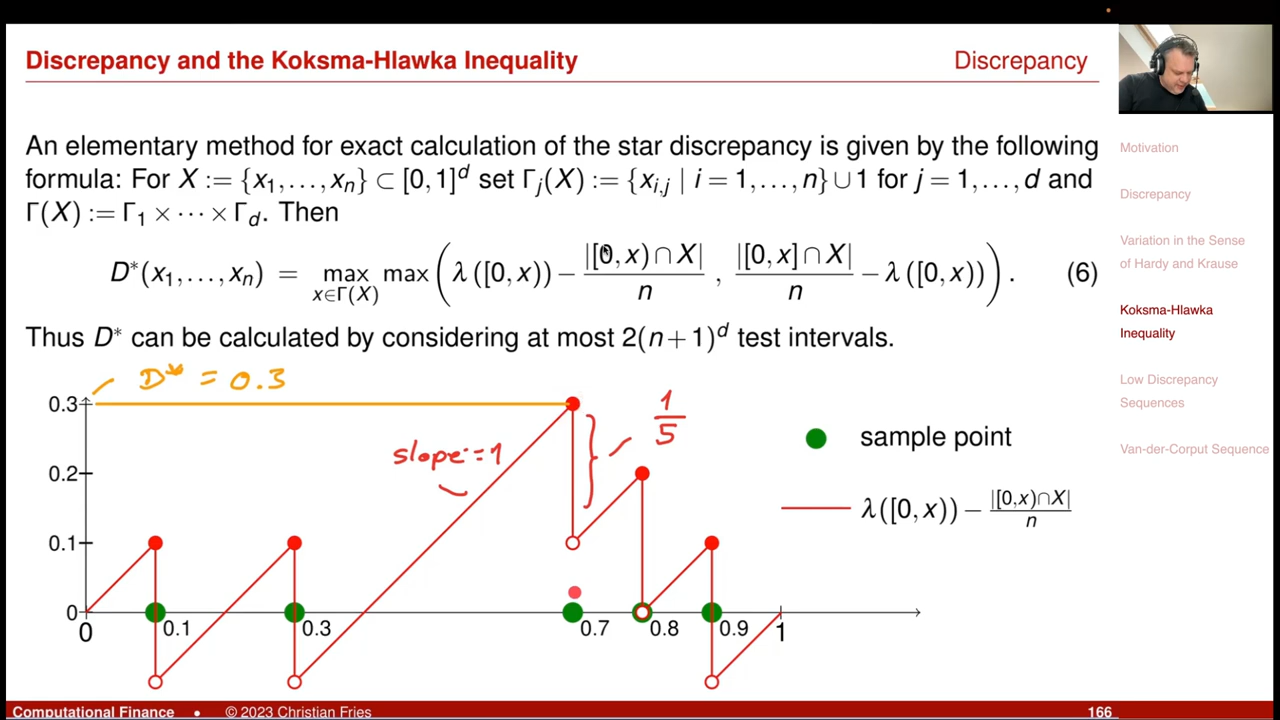 Discrepancy and the Koksma-Hlawka Inequality Discrepancy
An elementary method for exact calculation of the star discrepancy is given by the following
formula: For X := {x₁,…,xₙ} ⊂ [0,1]ᵈ set Γⱼ(X) := {xᵢ,ⱼ | i = 1,…,n} ∪ 1 for j = 1,…,d and
Γ(X) := Γ₁ × ⋯ × Γ_d. Then
D*(x₁,…,xₙ) = max_{x∈Γ(X)} max ( λ([0,x)) − |[0,x) ∩ X| / n , |[0,x] ∩ X| / n − λ([0,x)) ) . (6)
Thus D* can be calculated by considering at most 2(n+1)ᵈ test intervals.
D* = 0.3
0.3
0.2
0.1
0
slope = 1
1/5
0 0.1 0.3 0.7 0.8 0.9 1
sample point
λ([0,x)) − |[0,x)∩X| / n
Motivation
Discrepancy
Variation in the Sense
of Hardy and Krause
Koksma-Hlawka
Inequality
Low Discrepancy
Sequences
Van-der-Corput Sequence
Computational Finance • © 2023 Christian Fries 166